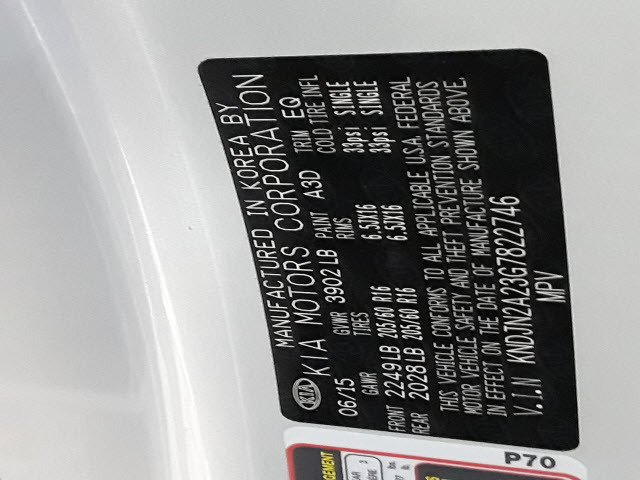 MANUFACTURED IN KOREA BY
KIA KIA MOTORS CORPORATION
06/15 GVWR 3902 LB PAINT A3D TRIM EQ
GAWR TIRES RIMS COLD TIRE INFL
FRONT 2249 LB 205/60 R16 6.5JX16 33psi SINGLE
REAR 2028 LB 205/60 R16 6.5JX16 33psi SINGLE
THIS VEHICLE CONFORMS TO ALL APPLICABLE U.S.A. FEDERAL
MOTOR VEHICLE SAFETY AND THEFT PREVENTION STANDARDS
IN EFFECT ON THE DATE OF MANUFACTURE SHOWN ABOVE.
V.I.N KNDJN2A23G7822746
MPV
P70